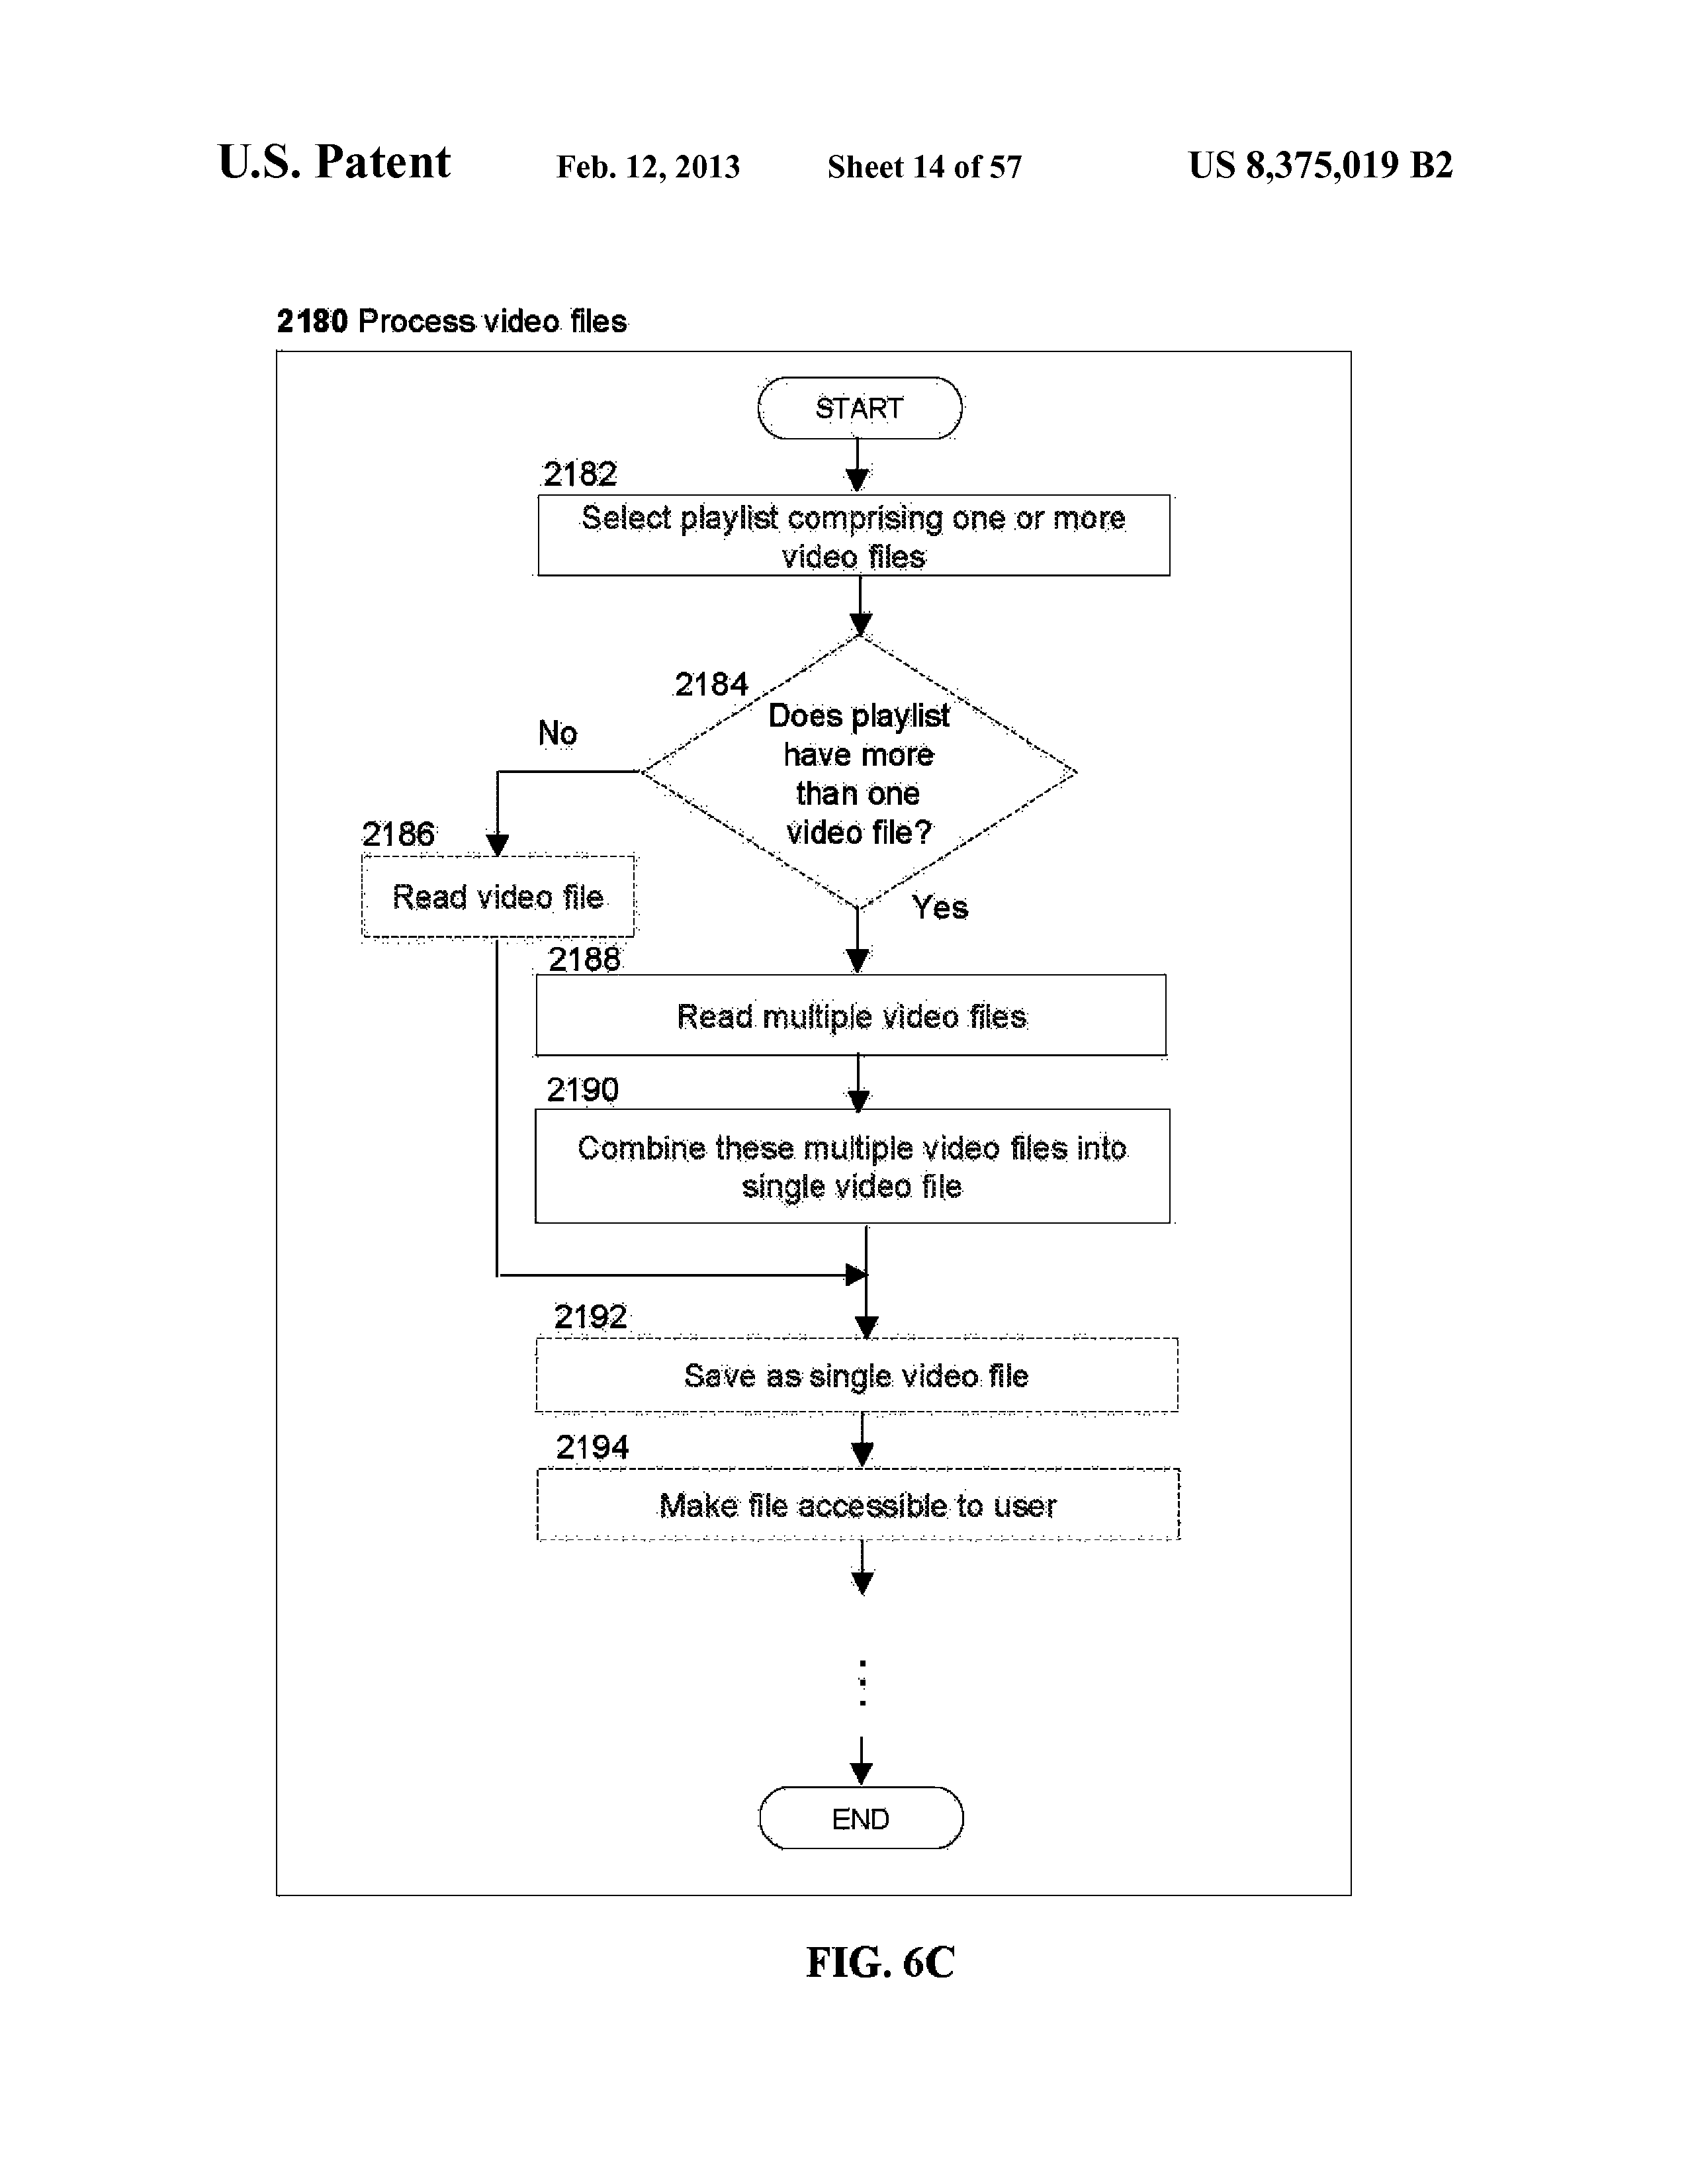 U.S. Patent Feb. 12, 2013 Sheet 14 of 57 US 8,375,019 B2
2180 Process video files
START
2182
Select playlist comprising one or more
video files
2184
Does playlist
have more
than one
video file?
No
Yes
2186
Read video file
2188
Read multiple video files
2190
Combine these multiple video files into
single video file
2192
Save as single video file
2194
Make file accessible to user
END
FIG. 6C